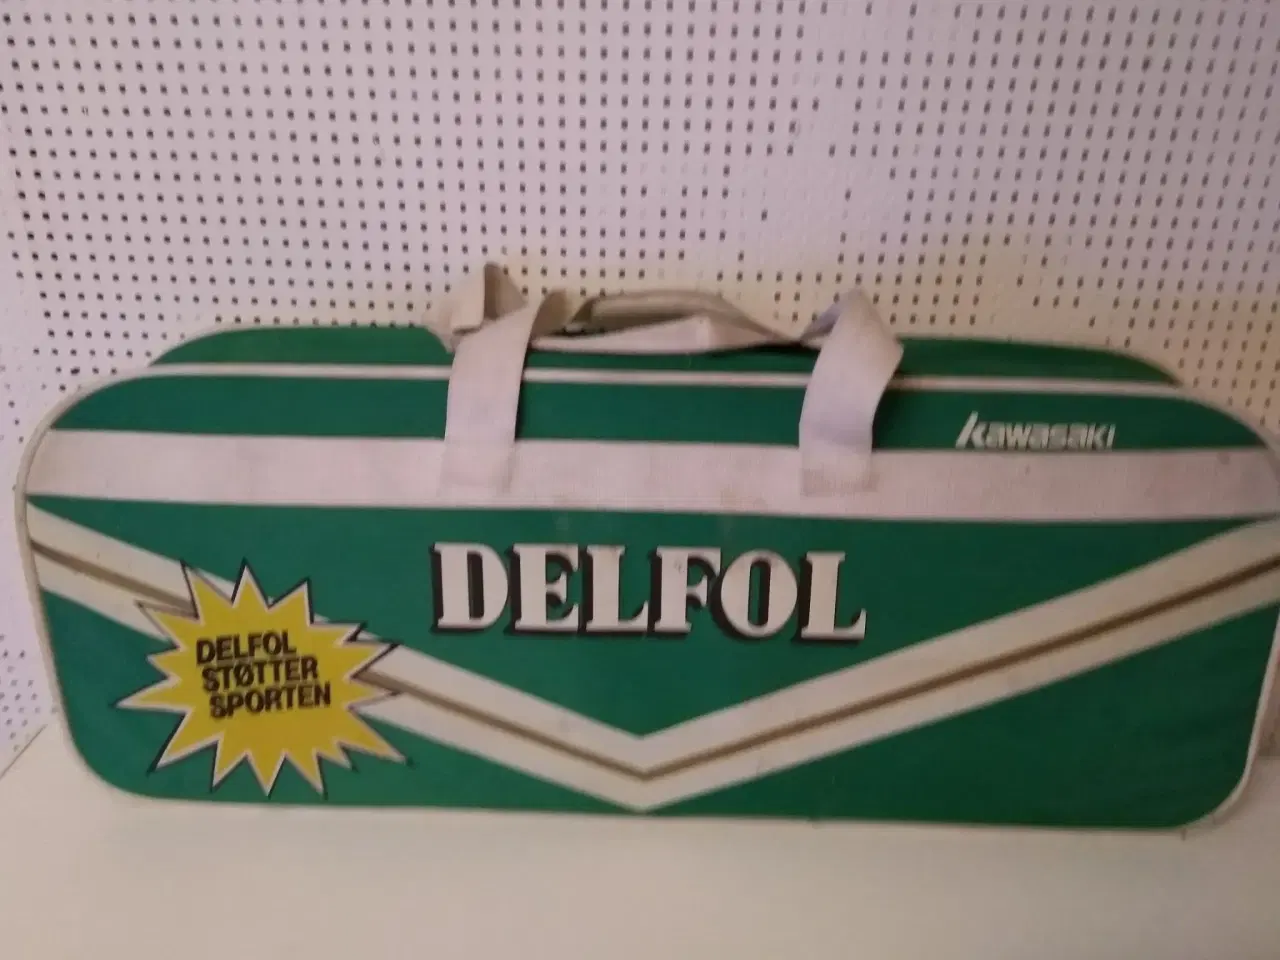 Kawasaki
DELFOL
DELFOL
STØTTER
SPORTEN